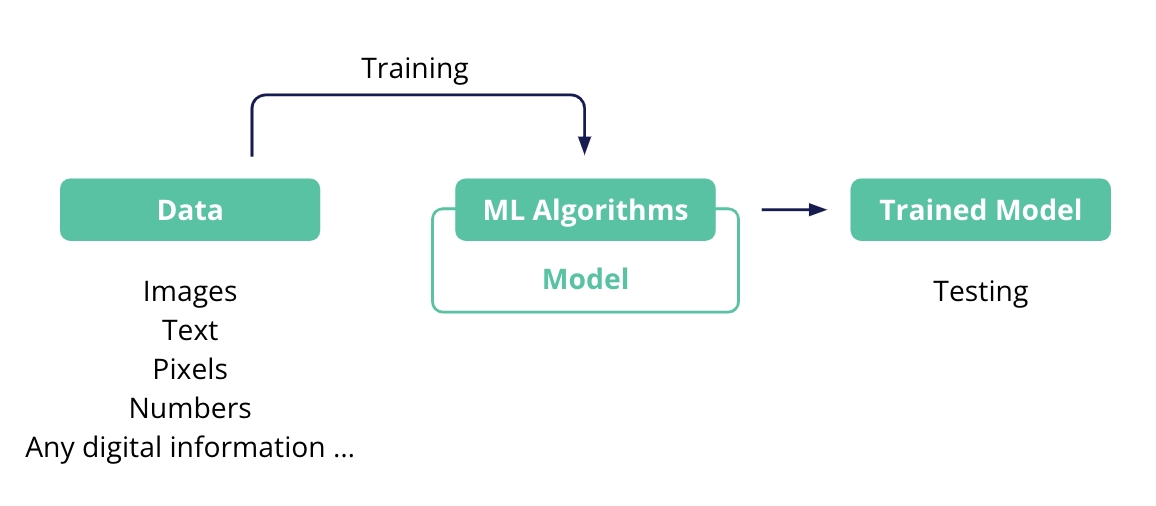 Training
Data
ML Algorithms
Trained Model
Model
Images
Text
Pixels
Numbers
Any digital information ...
Testing